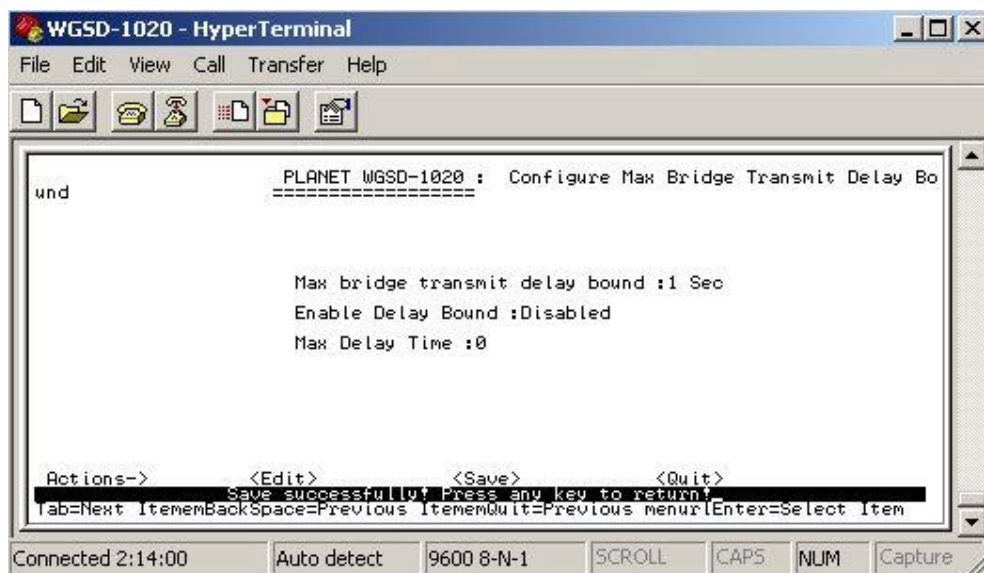 WGSD-1020 - HyperTerminal
File Edit View Call Transfer Help
PLANET WGSD-1020 : Configure Max Bridge Transmit Delay Bo
und ==================
Max bridge transmit delay bound :1 Sec
Enable Delay Bound :Disabled
Max Delay Time :0
Actions-> <Edit> <Save> <Quit>
Save successfully! Press any key to return!_
Tab=Next ItememBackSpace=Previous ItememQuit=Previous menurlEnter=Select Item
Connected 2:14:00 Auto detect 9600 8-N-1 SCROLL CAPS NUM Capture